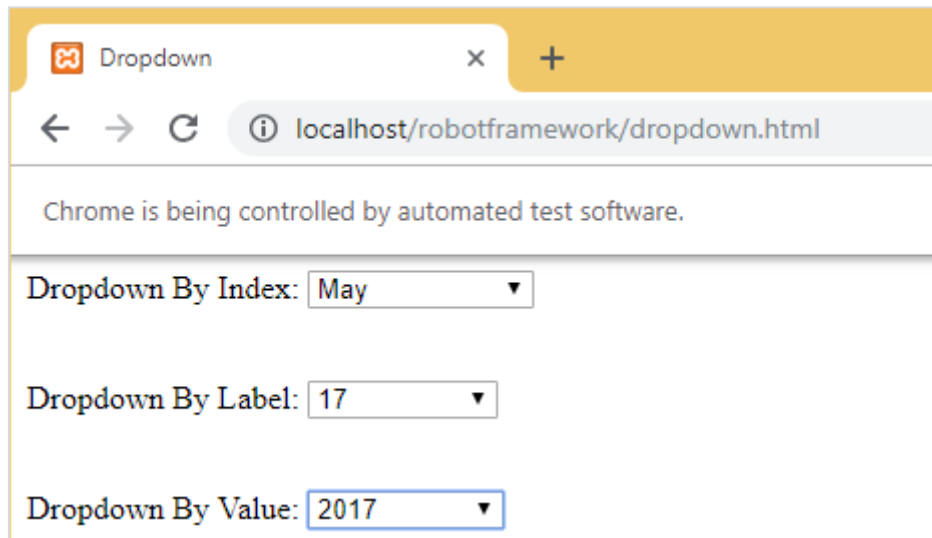 Dropdown
localhost/robotframework/dropdown.html
Chrome is being controlled by automated test software.
Dropdown By Index: May
Dropdown By Label: 17
Dropdown By Value: 2017